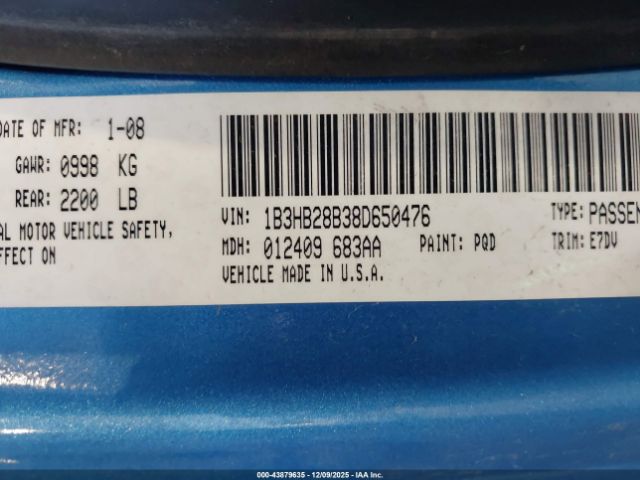 DATE OF MFR: 1-08
GAWR: 0998 KG
REAR: 2200 LB
AL MOTOR VEHICLE SAFETY,
FFECT ON
VIN: 1B3HB28B38D650476
TYPE: PASSEN
MDH: 012409 683AA
PAINT: PQD
TRIM: E7DV
VEHICLE MADE IN U.S.A.
000-43879635 - 12/09/2025 - IAA Inc.